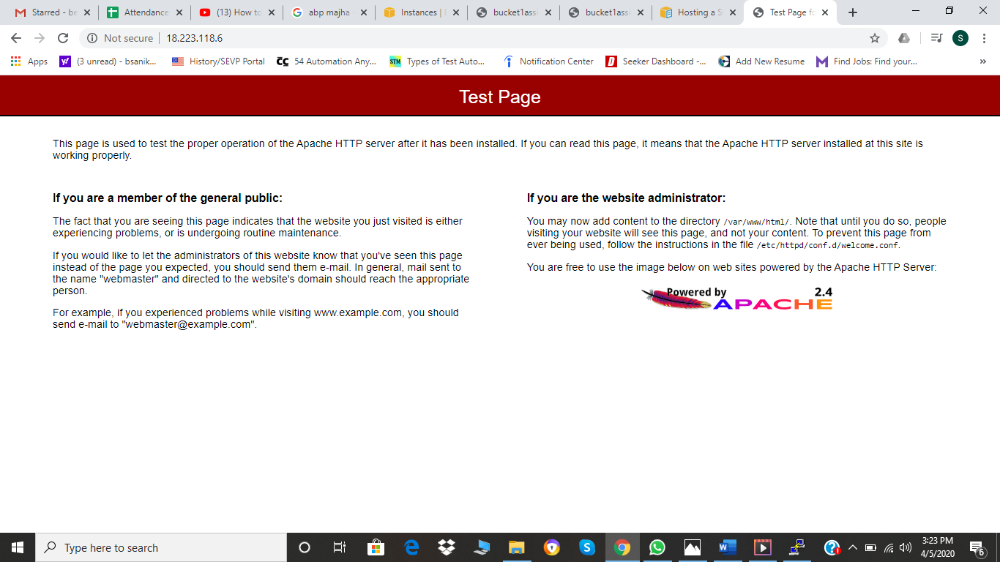 Starred - be
Attendance
(13) How to
abp majha
Instances |
bucket1assi
bucket1assi
Hosting a S
Test Page fo
Not secure
18.223.118.6
S
Apps
(3 unread) - bsanik...
History/SEVP Portal
54 Automation Any...
STM
Types of Test Auto...
Notification Center
Seeker Dashboard -...
Add New Resume
Find Jobs: Find your...
»
Test Page
This page is used to test the proper operation of the Apache HTTP server after it has been installed. If you can read this page, it means that the Apache HTTP server installed at this site is
working properly.
If you are a member of the general public:
The fact that you are seeing this page indicates that the website you just visited is either
experiencing problems, or is undergoing routine maintenance.
If you would like to let the administrators of this website know that you've seen this page
instead of the page you expected, you should send them e-mail. In general, mail sent to
the name "webmaster" and directed to the website's domain should reach the appropriate
person.
For example, if you experienced problems while visiting www.example.com, you should
send e-mail to "webmaster@example.com".
If you are the website administrator:
You may now add content to the directory /var/www/html/. Note that until you do so, people
visiting your website will see this page, and not your content. To prevent this page from
ever being used, follow the instructions in the file /etc/httpd/conf.d/welcome.conf.
You are free to use the image below on web sites powered by the Apache HTTP Server:
Powered by 2.4
APACHE
Type here to search
3:23 PM
4/5/2020
6